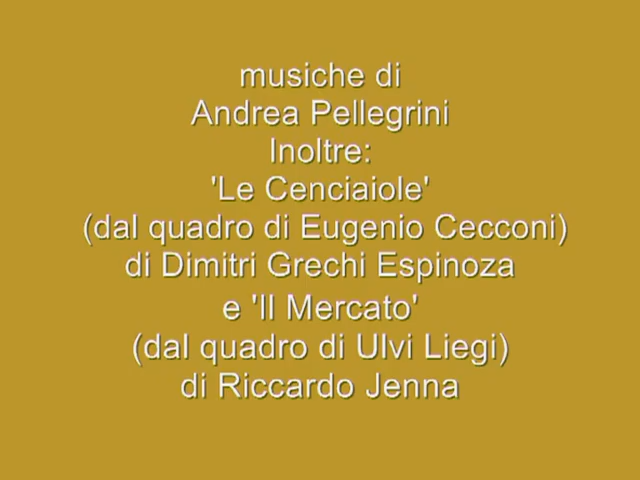 musiche di
Andrea Pellegrini
Inoltre:
'Le Cenciaiole'
(dal quadro di Eugenio Cecconi)
di Dimitri Grechi Espinoza
e 'Il Mercato'
(dal quadro di Ulvi Liegi)
di Riccardo Jenna